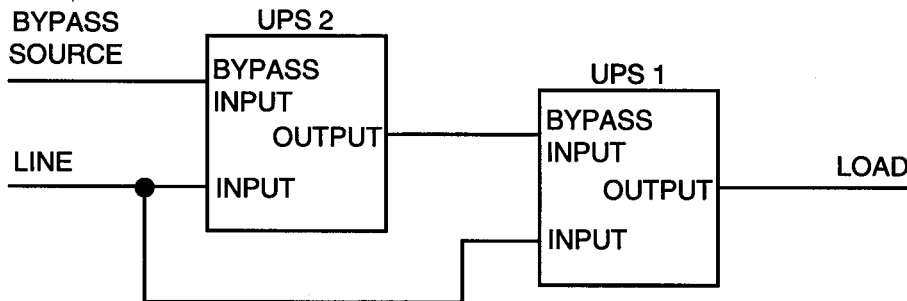 BYPASS
SOURCE
UPS 2
BYPASS
INPUT
OUTPUT
LINE
INPUT
UPS 1
BYPASS
INPUT
OUTPUT
INPUT
LOAD